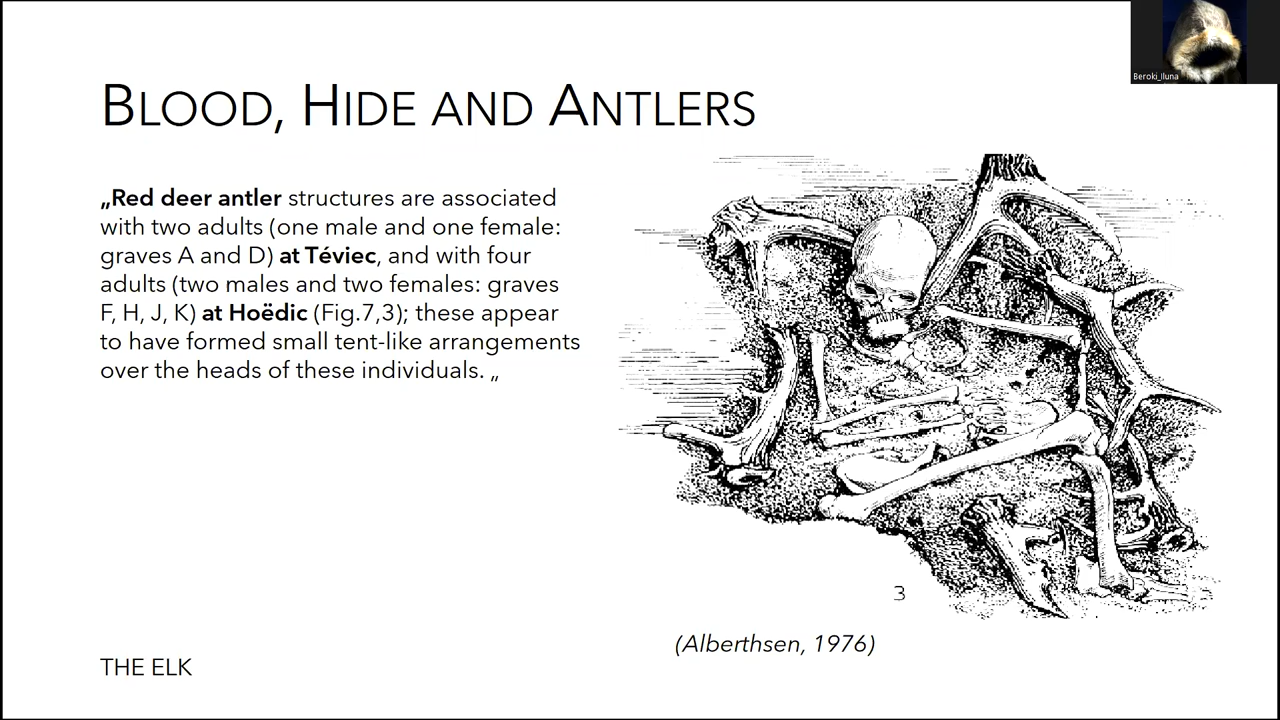 Beroki_Iluna
BLOOD, HIDE AND ANTLERS
„Red deer antler structures are associated
with two adults (one male and one female:
graves A and D) at Téviec, and with four
adults (two males and two females: graves
F, H, J, K) at Hoëdic (Fig.7,3); these appear
to have formed small tent-like arrangements
over the heads of these individuals. „
3
(Alberthsen, 1976)
THE ELK